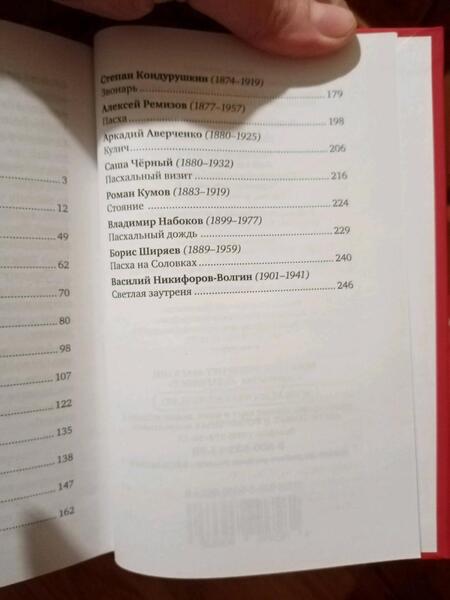 3
12
49
62
70
80
98
107
122
135
138
147
162
Степан Кондурушкин (1874–1919)
Звонарь 179
Алексей Ремизов (1877–1957)
Пасха 198
Аркадий Аверченко (1880–1925)
Кулич 206
Саша Чёрный (1880–1932)
Пасхальный визит 216
Роман Кумов (1883–1919)
Стояние 224
Владимир Набоков (1899–1977)
Пасхальный дождь 229
Борис Ширяев (1889–1959)
Пасха на Соловках 240
Василий Никифоров-Волгин (1901–1941)
Светлая заутреня 246